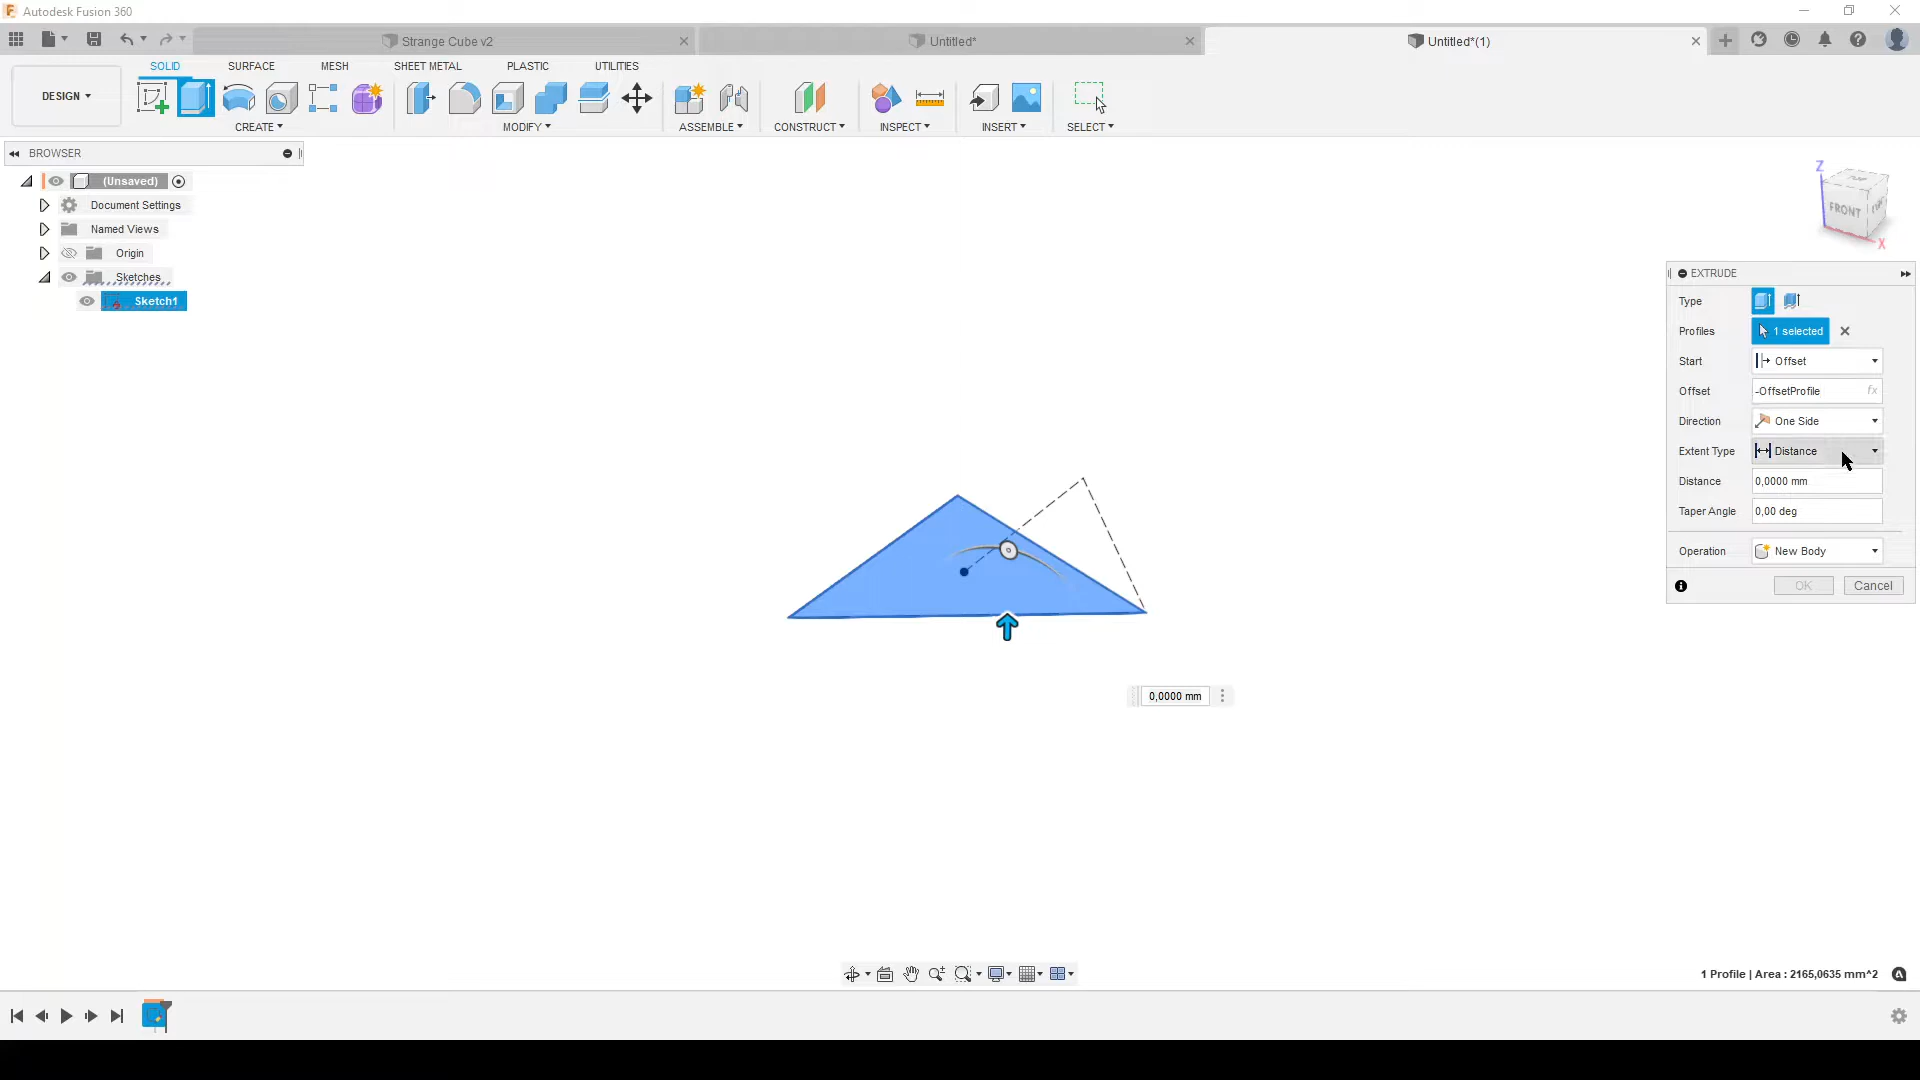 Autodesk Fusion 360
Strange Cube v2
Untitled*
Untitled*(1)
SOLID SURFACE MESH SHEET METAL PLASTIC UTILITIES
DESIGN
CREATE MODIFY ASSEMBLE CONSTRUCT INSPECT INSERT SELECT
BROWSER
(Unsaved)
Document Settings
Named Views
Origin
Sketches
Sketch1
Z
FRONT
X
EXTRUDE
Type
Profiles 1 selected
Start Offset
Offset -OffsetProfile fx
Direction One Side
Extent Type Distance
Distance 0,0000 mm
Taper Angle 0,00 deg
Operation New Body
OK Cancel
0,0000 mm
1 Profile | Area : 2165,0635 mm^2